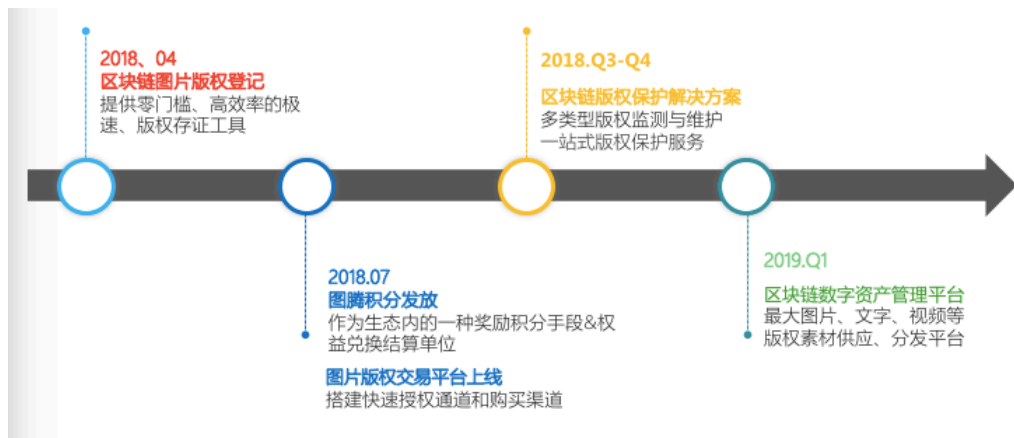 2018、04
区块链图片版权登记
提供零门槛、高效率的极
速、版权存证工具
2018.07
图腾积分发放
作为生态内的一种奖励积分手段&权
益兑换结算单位
图片版权交易平台上线
搭建快速授权通道和购买渠道
2018.Q3-Q4
区块链版权保护解决方案
多类型版权监测与维护
一站式版权保护服务
2019.Q1
区块链数字资产管理平台
最大图片、文字、视频等
版权素材供应、分发平台